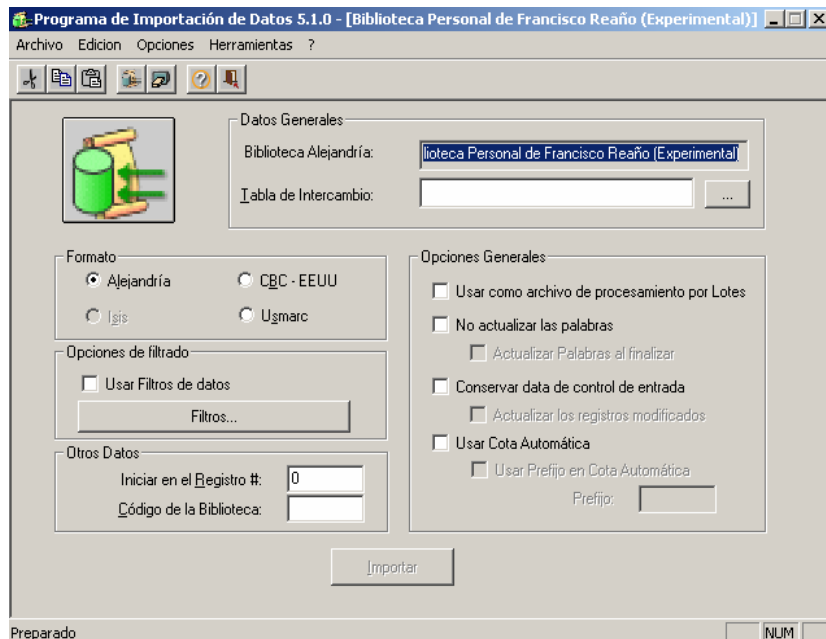 Programa de Importación de Datos 5.1.0 - [Biblioteca Personal de Francisco Reaño (Experimental)]
Archivo Edicion Opciones Herramientas ?
Datos Generales
Biblioteca Alejandría: lioteca Personal de Francisco Reaño (Experimental)
Tabla de Intercambio: ...
Formato
Alejandría CBC - EEUU
Isis Usmarc
Opciones de filtrado
Usar Filtros de datos
Filtros...
Otros Datos
Iniciar en el Registro #: 0
Código de la Biblioteca:
Opciones Generales
Usar como archivo de procesamiento por Lotes
No actualizar las palabras
Actualizar Palabras al finalizar
Conservar data de control de entrada
Actualizar los registros modificados
Usar Cota Automática
Usar Prefijo en Cota Automática
Prefijo:
Importar
Preparado NUM